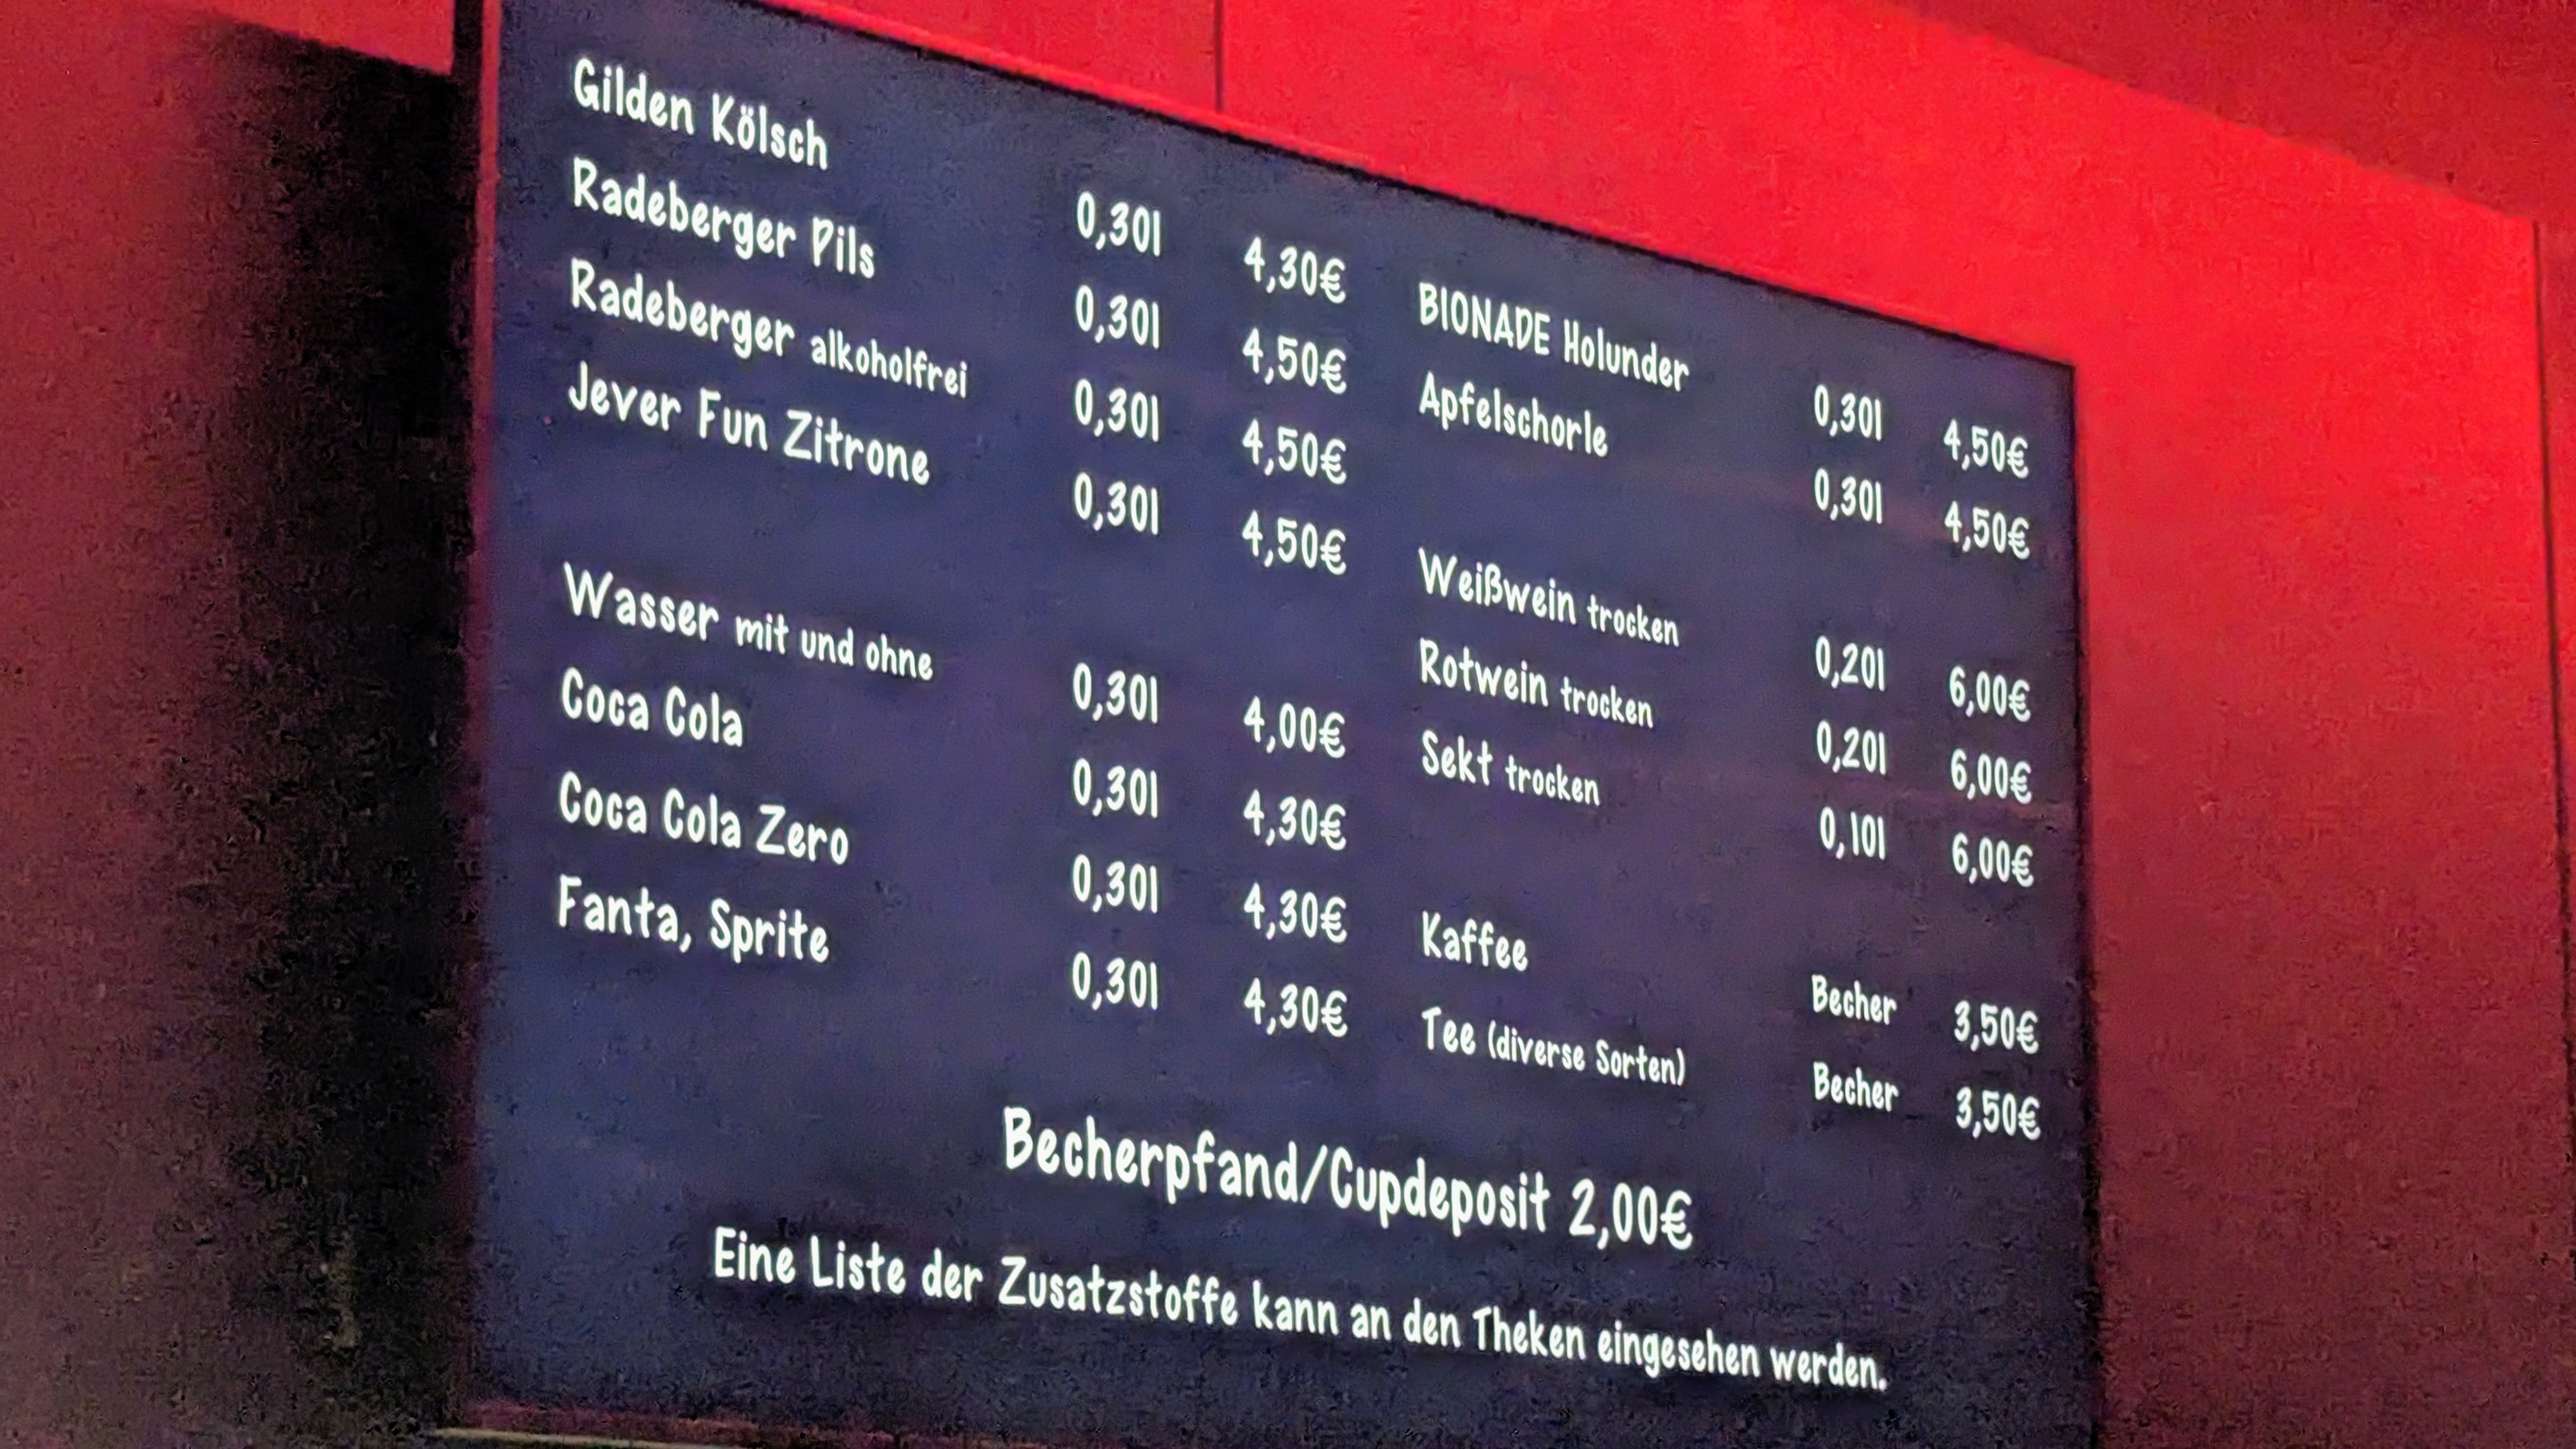 Gilden Kölsch 0,30l 4,30€
Radeberger Pils 0,30l 4,50€
Radeberger alkoholfrei 0,30l 4,50€
Jever Fun Zitrone 0,30l 4,50€
Wasser mit und ohne 0,30l 4,00€
Coca Cola 0,30l 4,30€
Coca Cola Zero 0,30l 4,30€
Fanta, Sprite 0,30l 4,30€
BIONADE Holunder 0,30l 4,50€
Apfelschorle 0,30l 4,50€
Weißwein trocken 0,20l 6,00€
Rotwein trocken 0,20l 6,00€
Sekt trocken 0,10l 6,00€
Kaffee Becher 3,50€
Tee (diverse Sorten) Becher 3,50€
Becherpfand/Cupdeposit 2,00€
Eine Liste der Zusatzstoffe kann an den Theken eingesehen werden.